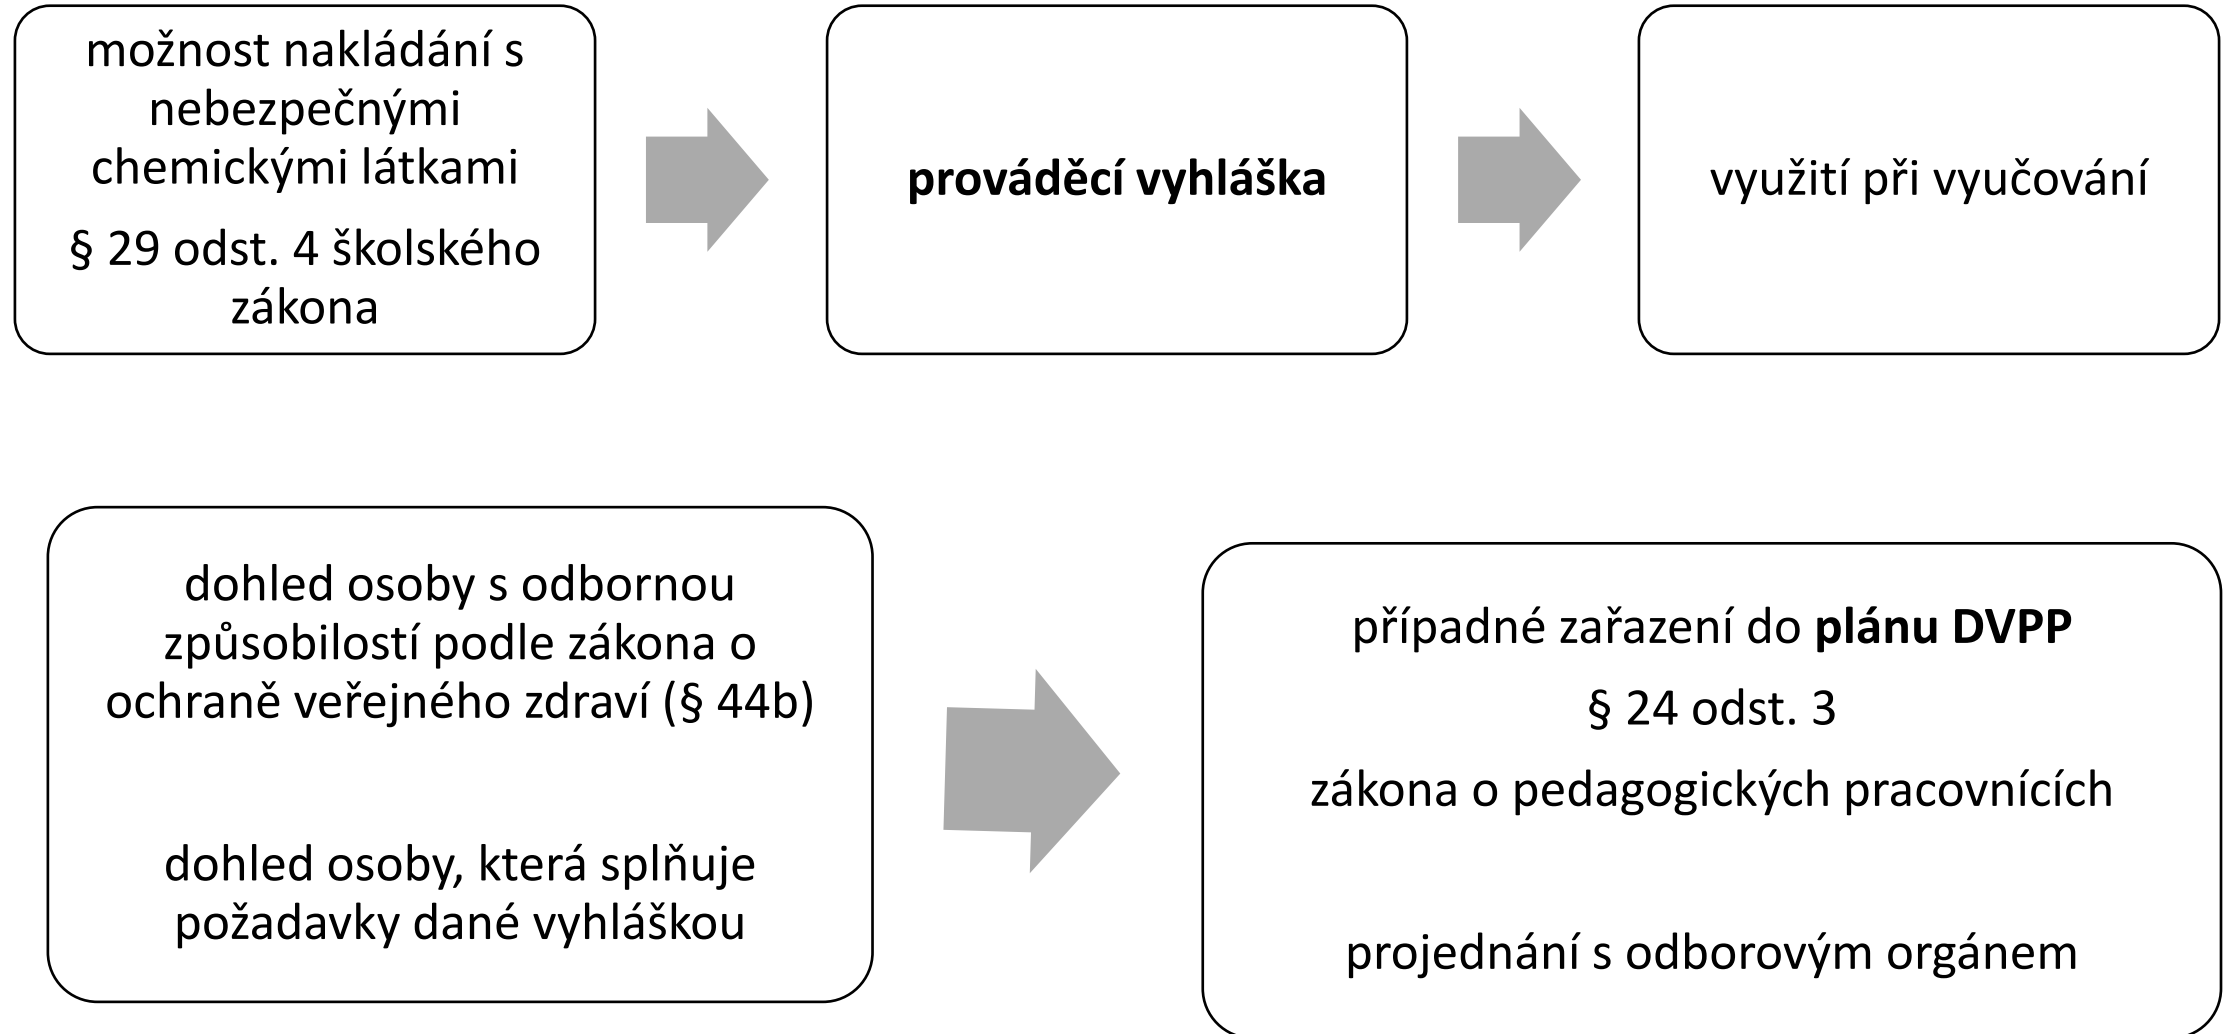 možnost nakládání s
nebezpečnými
chemickými látkami
§ 29 odst. 4 školského
zákona
prováděcí vyhláška
využití při vyučování
dohled osoby s odbornou
způsobilostí podle zákona o
ochraně veřejného zdraví (§ 44b)
dohled osoby, která splňuje
požadavky dané vyhláškou
případné zařazení do plánu DVPP
§ 24 odst. 3
zákona o pedagogických pracovnících
projednání s odborovým orgánem